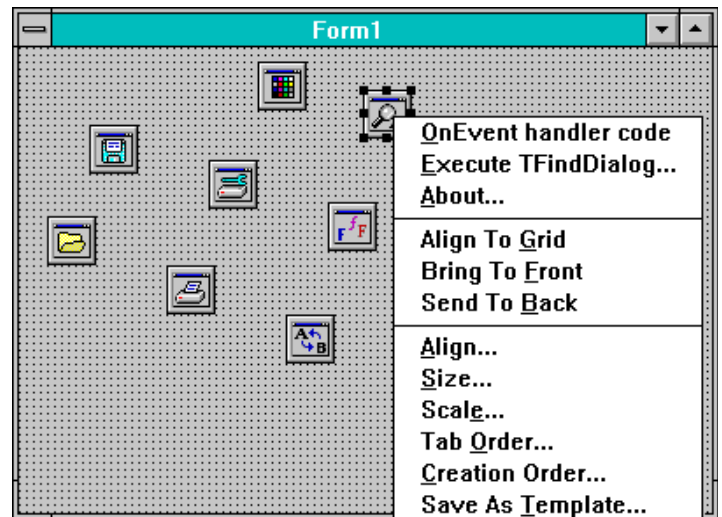 Form1
OnEvent handler code
Execute TFindDialog...
About...
Align To Grid
Bring To Front
Send To Back
Align...
Size...
Scale...
Tab Order...
Creation Order...
Save As Template...
F f F
A B